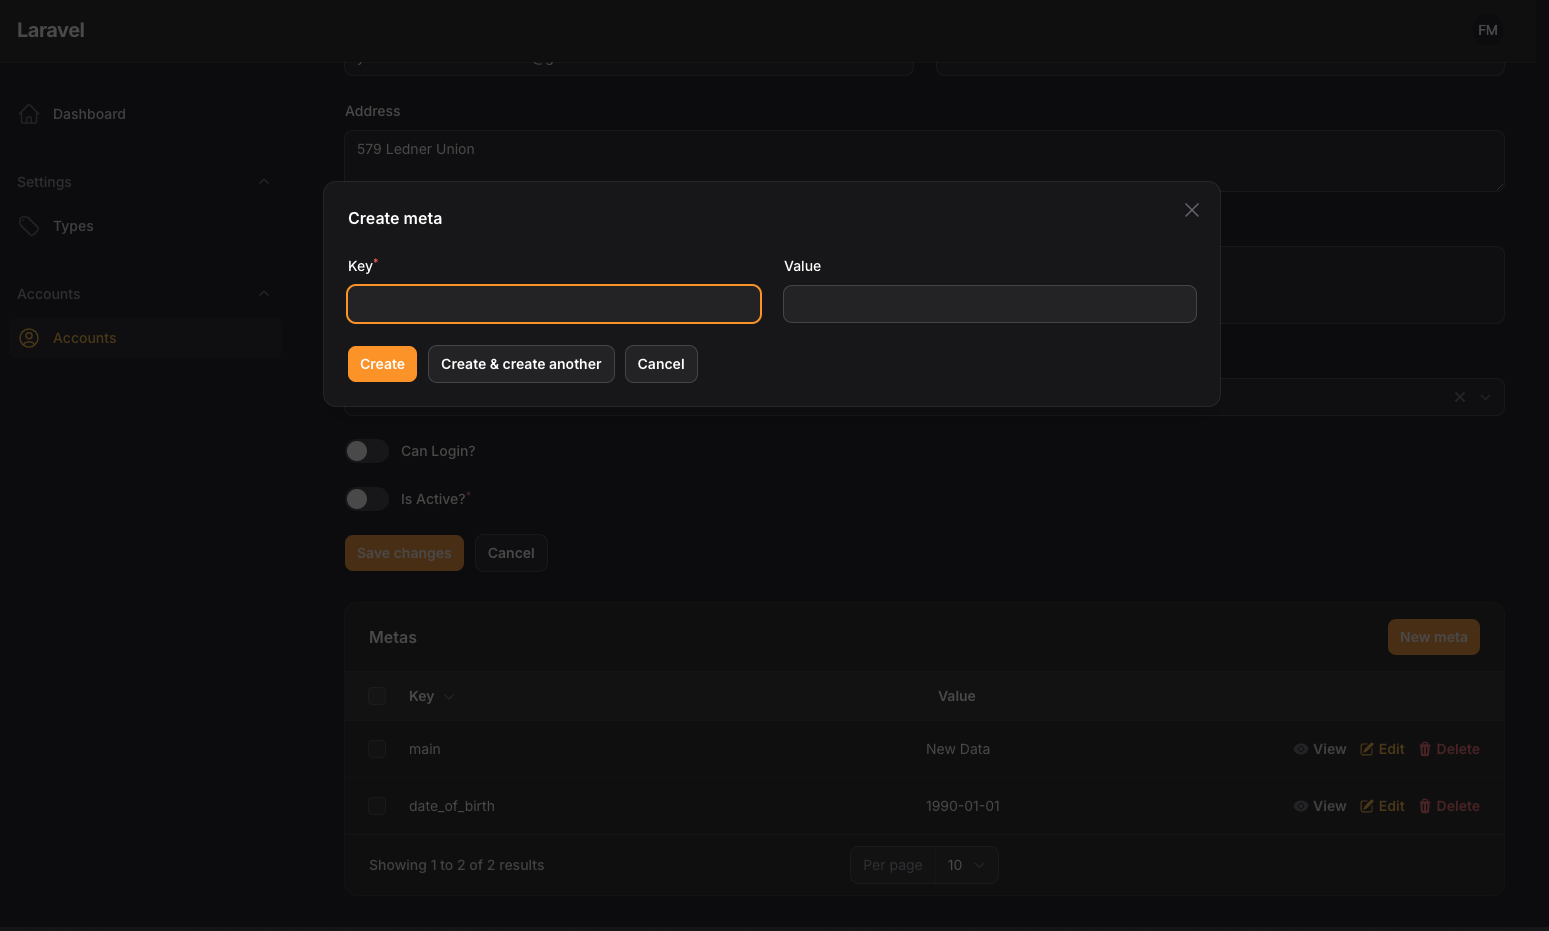 Laravel
FM
Dashboard
Settings
Types
Accounts
Accounts
Address
579 Ledner Union
Create meta
Key*
Value
Create
Create & create another
Cancel
Can Login?
Is Active?*
Save changes
Cancel
Metas
New meta
Key
Value
main
New Data
View
Edit
Delete
date_of_birth
1990-01-01
View
Edit
Delete
Showing 1 to 2 of 2 results
Per page
10